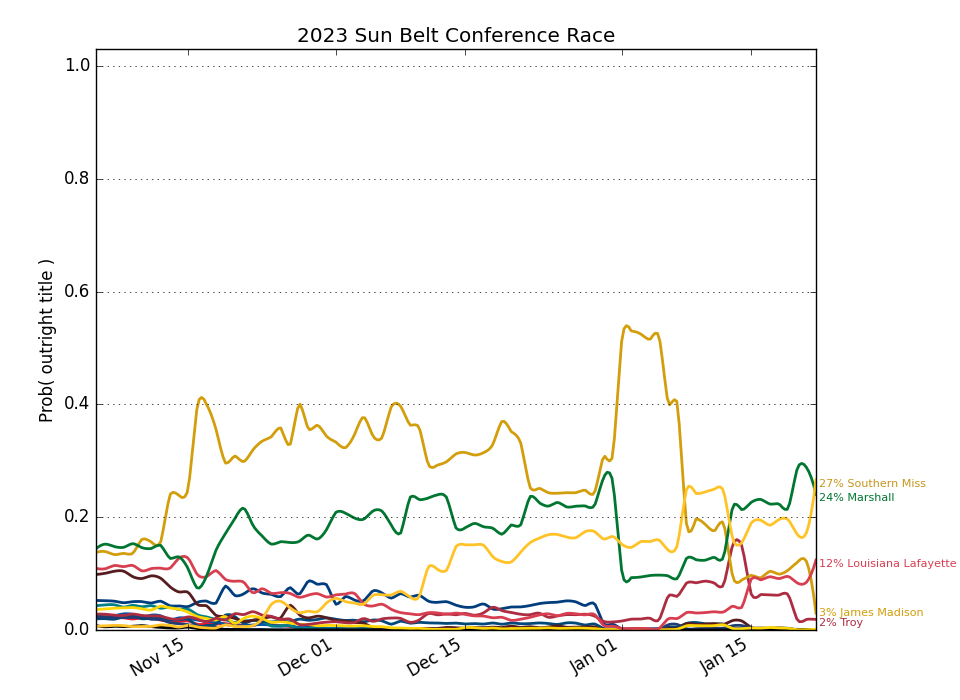 2023 Sun Belt Conference Race
Prob( outright title )
1.0
0.8
0.6
0.4
0.2
0.0
27% Southern Miss
24% Marshall
12% Louisiana Lafayette
3% James Madison
2% Troy
Nov 15
Dec 01
Dec 15
Jan 01
Jan 15